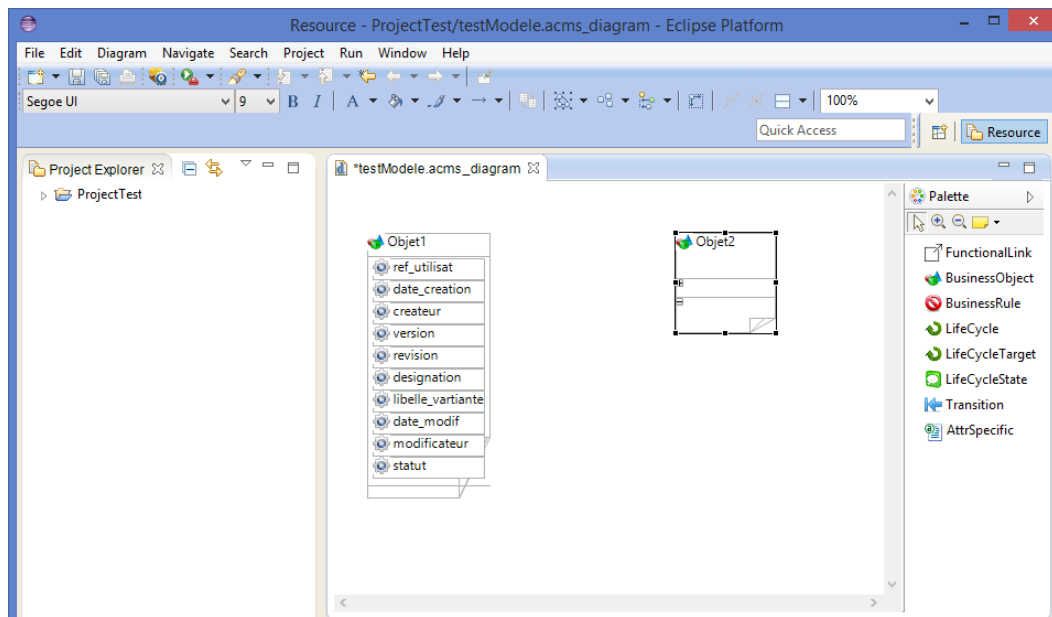 Resource - ProjectTest/testModele.acms_diagram - Eclipse Platform
File Edit Diagram Navigate Search Project Run Window Help
Segoe UI 9 B I A 100%
Quick Access Resource
Project Explorer *testModele.acms_diagram
ProjectTest
Palette
Objet1 Objet2
ref_utilisat
date_creation
createur
version
revision
designation
libelle_vartiante
date_modif
modificateur
statut
FunctionalLink
BusinessObject
BusinessRule
LifeCycle
LifeCycleTarget
LifeCycleState
Transition
AttrSpecific